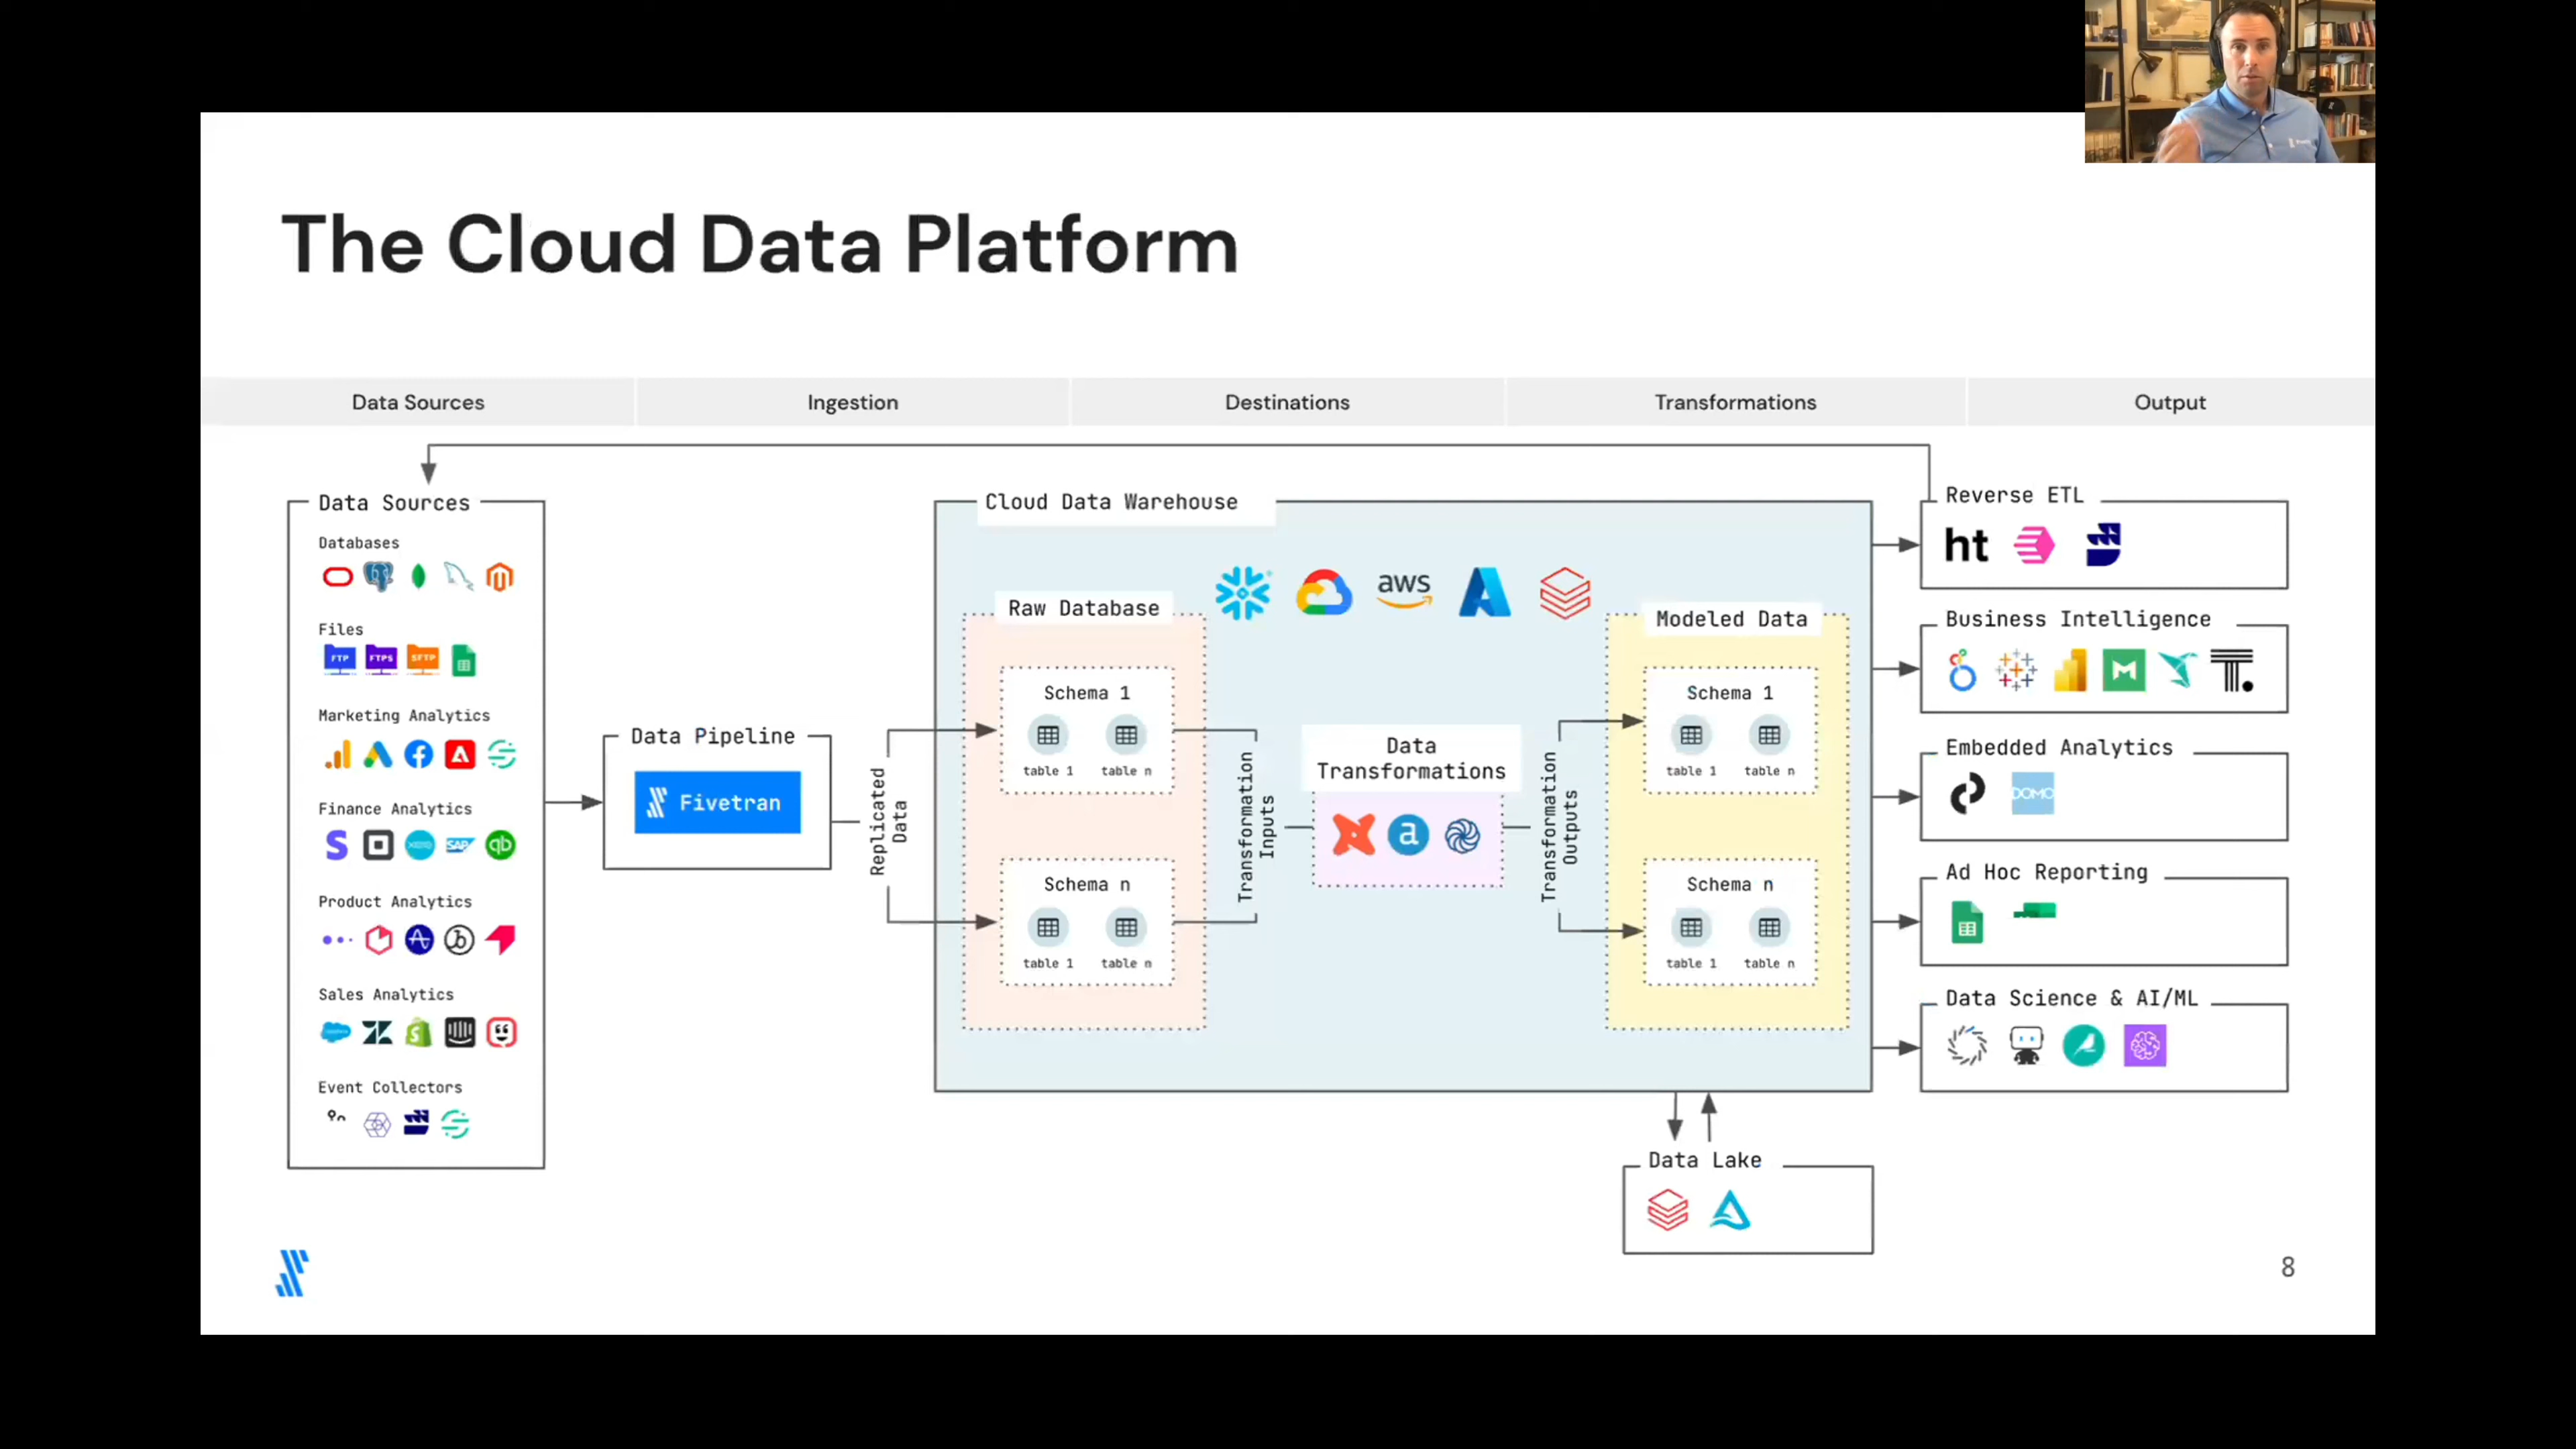 The Cloud Data Platform
Data Sources
Ingestion
Destinations
Transformations
Output
Data Sources
Databases
Files
FTP
FTPS
SFTP
Marketing Analytics
Finance Analytics
xero
SAP
qb
Product Analytics
Sales Analytics
Event Collectors
Data Pipeline
Fivetran
Replicated
Data
Cloud Data Warehouse
aws
Raw Database
Schema 1
table 1
table n
Schema n
table 1
table n
Transformation
Inputs
Data
Transformations
a
Transformation
Outputs
Modeled Data
Schema 1
table 1
table n
Schema n
table 1
table n
Data Lake
Reverse ETL
ht
Business Intelligence
Embedded Analytics
DOMO
Ad Hoc Reporting
Data Science & AI/ML
8